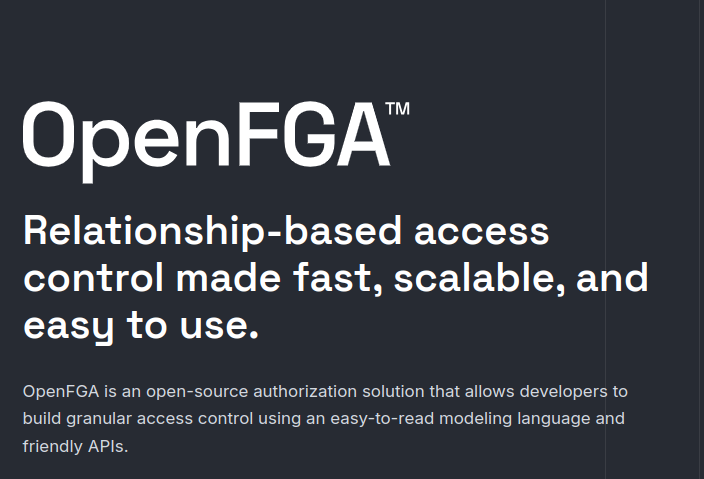 OpenFGA™
Relationship-based access
control made fast, scalable, and
easy to use.
OpenFGA is an open-source authorization solution that allows developers to
build granular access control using an easy-to-read modeling language and
friendly APIs.